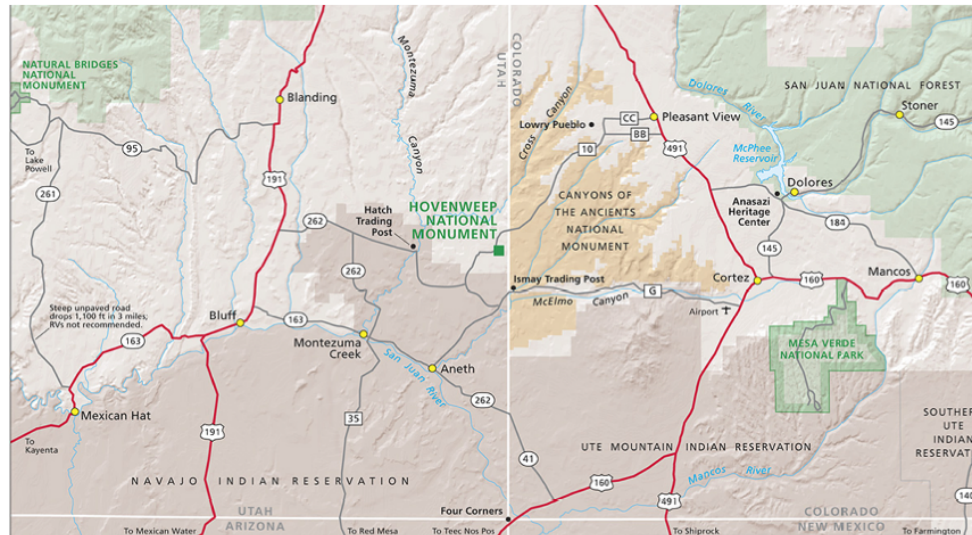 NATURAL BRIDGES
NATIONAL
MONUMENT
Blanding
Montezuma
Canyon
COLORADO
UTAH
Cross Canyon
Dolores
River
SAN JUAN NATIONAL FOREST
Stoner
145
Lowry Pueblo
CC
BB
10
Pleasant View
491
McPhee
Reservoir
To
Lake
Powell
95
261
191
Dolores
Anasazi
Heritage
Center
184
145
HOVENWEEP
NATIONAL
MONUMENT
Hatch
Trading
Post
262
262
CANYONS OF
THE ANCIENTS
NATIONAL
MONUMENT
Ismay Trading Post
McElmo Canyon
G
Cortez
160
Mancos
160
Airport
Steep unpaved road
drops 1,100 ft in 3 miles;
RVs not recommended.
163
Bluff
163
Montezuma
Creek
San Juan River
Aneth
262
MESA VERDE
NATIONAL PARK
Mexican Hat
To
Kayenta
191
35
41
UTE MOUNTAIN INDIAN RESERVATION
SOUTHERN
UTE
INDIAN
RESERVAT
NAVAJO INDIAN RESERVATION
160
491
Mancos River
140
UTAH
ARIZONA
Four Corners
COLORADO
NEW MEXICO
To Mexican Water
To Red Mesa
To Teec Nos Pos
To Shiprock
To Farmington